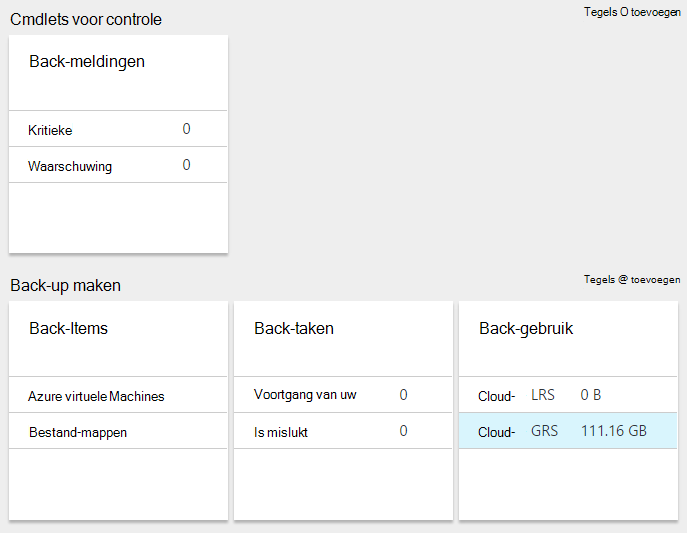 Cmdlets voor controle
Tegels O toevoegen
Back-meldingen
Kritieke 0
Waarschuwing 0
Back-up maken
Tegels @ toevoegen
Back-Items
Azure virtuele Machines
Bestand-mappen
Back-taken
Voortgang van uw 0
Is mislukt 0
Back-gebruik
Cloud- LRS 0 B
Cloud- GRS 111.16 GB